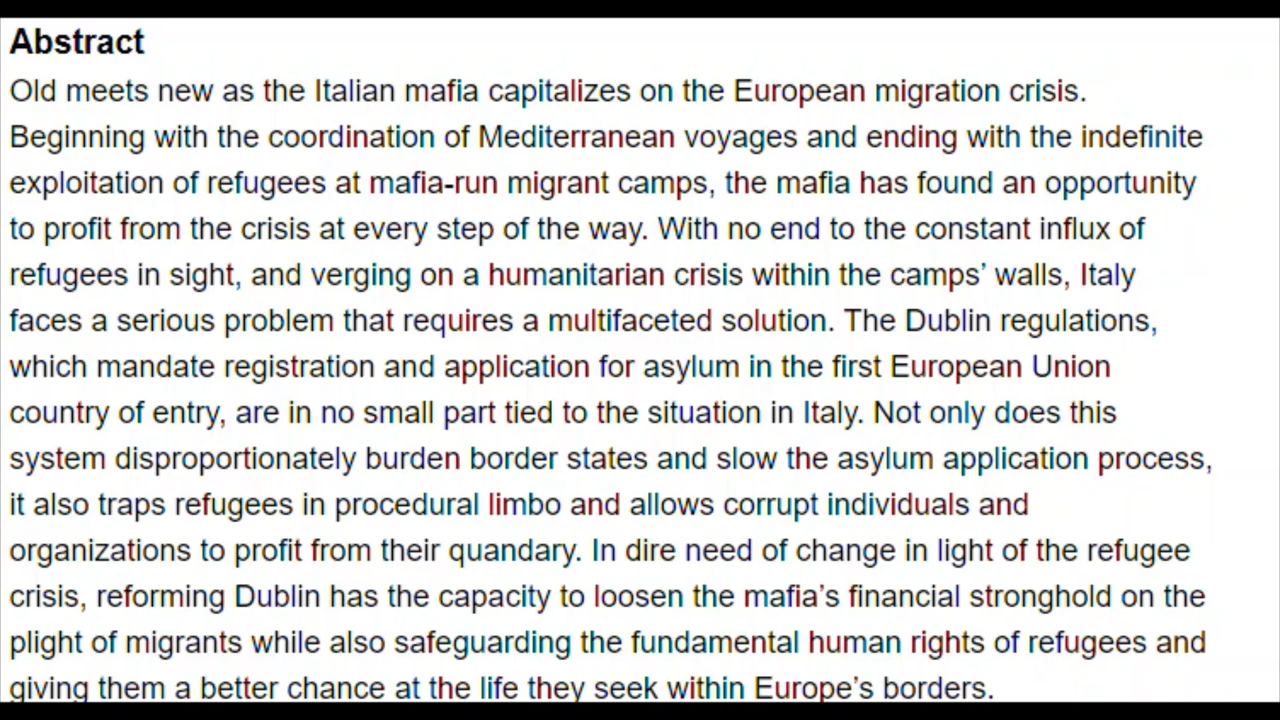 Abstract
Old meets new as the Italian mafia capitalizes on the European migration crisis.
Beginning with the coordination of Mediterranean voyages and ending with the indefinite
exploitation of refugees at mafia-run migrant camps, the mafia has found an opportunity
to profit from the crisis at every step of the way. With no end to the constant influx of
refugees in sight, and verging on a humanitarian crisis within the camps’ walls, Italy
faces a serious problem that requires a multifaceted solution. The Dublin regulations,
which mandate registration and application for asylum in the first European Union
country of entry, are in no small part tied to the situation in Italy. Not only does this
system disproportionately burden border states and slow the asylum application process,
it also traps refugees in procedural limbo and allows corrupt individuals and
organizations to profit from their quandary. In dire need of change in light of the refugee
crisis, reforming Dublin has the capacity to loosen the mafia’s financial stronghold on the
plight of migrants while also safeguarding the fundamental human rights of refugees and
giving them a better chance at the life they seek within Europe’s borders.